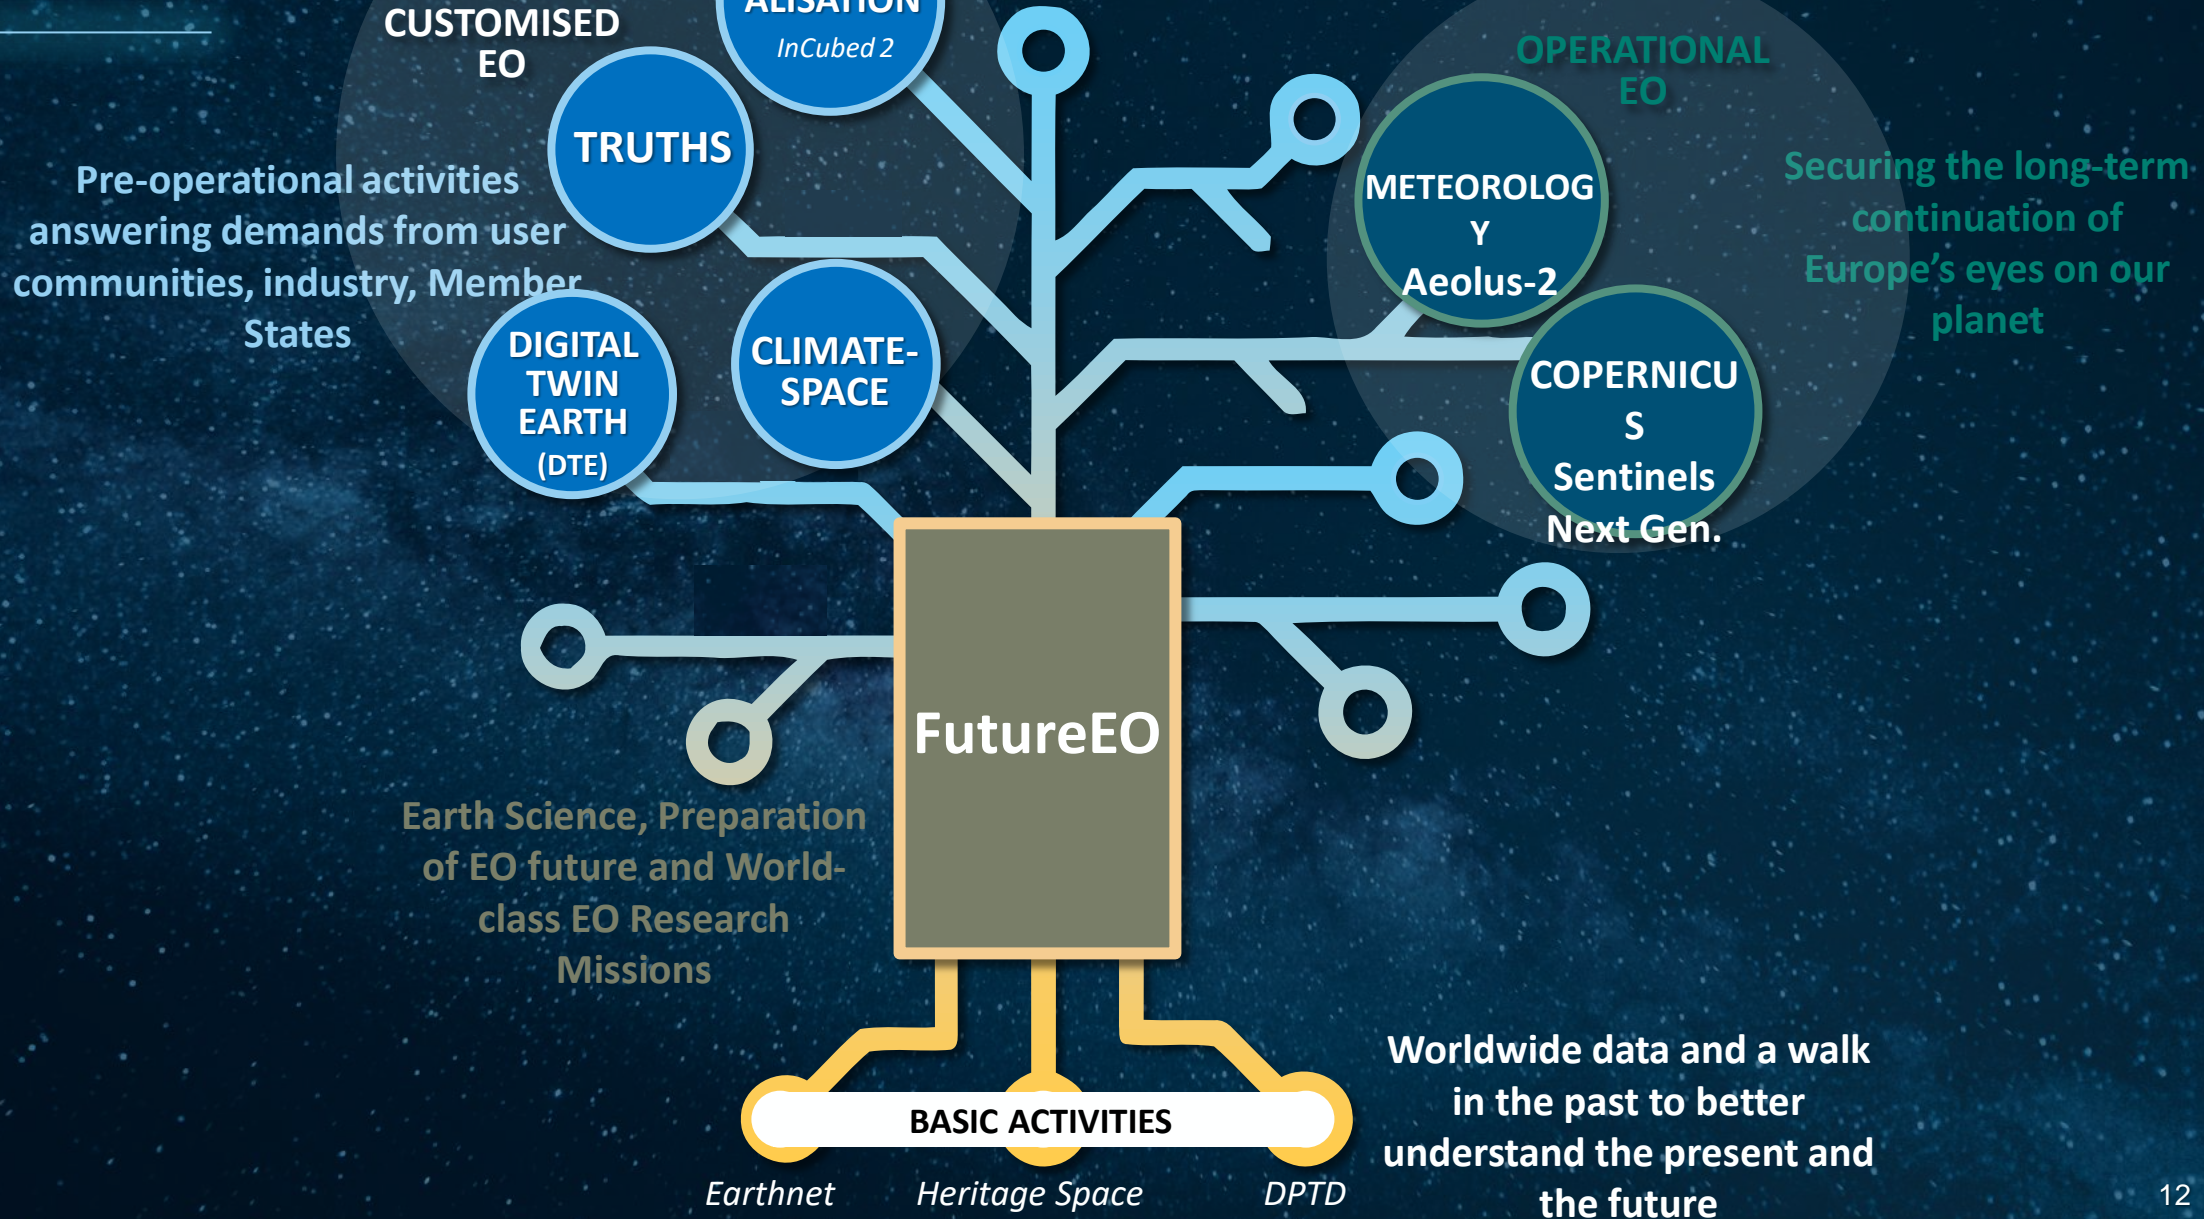 CUSTOMISED
EO
ALISATION
InCubed 2
TRUTHS
Pre-operational activities
answering demands from user
communities, industry, Member
States
DIGITAL
TWIN
EARTH
(DTE)
CLIMATE-
SPACE
OPERATIONAL
EO
METEOROLOG
Y
Aeolus-2
Securing the long-term
continuation of
Europe's eyes on our
planet
COPERNICU
S
Sentinels
Next Gen.
FutureEO
Earth Science, Preparation
of EO future and World-
class EO Research
Missions
BASIC ACTIVITIES
Earthnet
Heritage Space
DPTD
Worldwide data and a walk
in the past to better
understand the present and
the future
12